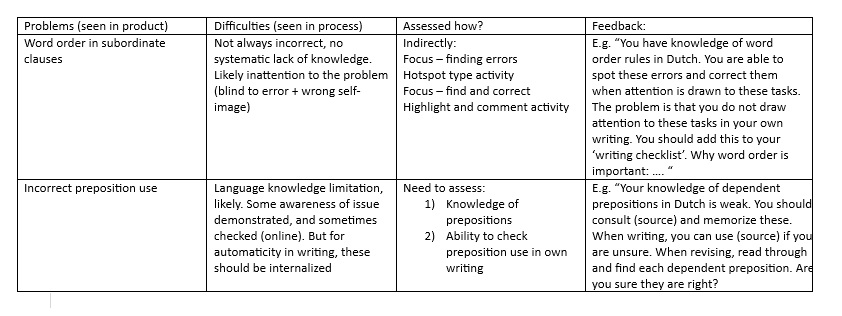 Problems (seen in product)
Difficulties (seen in process)
Assessed how?
Feedback:
Word order in subordinate
clauses
Not always incorrect, no
systematic lack of knowledge.
Likely inattention to the problem
(blind to error + wrong self-
image)
Indirectly:
Focus – finding errors
Hotspot type activity
Focus – find and correct
Highlight and comment activity
E.g. “You have knowledge of word
order rules in Dutch. You are able to
spot these errors and correct them
when attention is drawn to these tasks.
The problem is that you do not draw
attention to these tasks in your own
writing. You should add this to your
‘writing checklist’. Why word order is
important: …. “
Incorrect preposition use
Language knowledge limitation,
likely. Some awareness of issue
demonstrated, and sometimes
checked (online). But for
automaticity in writing, these
should be internalized
Need to assess:
1) Knowledge of
prepositions
2) Ability to check
preposition use in own
writing
E.g. “Your knowledge of dependent
prepositions in Dutch is weak. You should
consult (source) and memorize these.
When writing, you can use (source) if you
are unsure. When revising, read through
and find each dependent preposition. Are
you sure they are right?